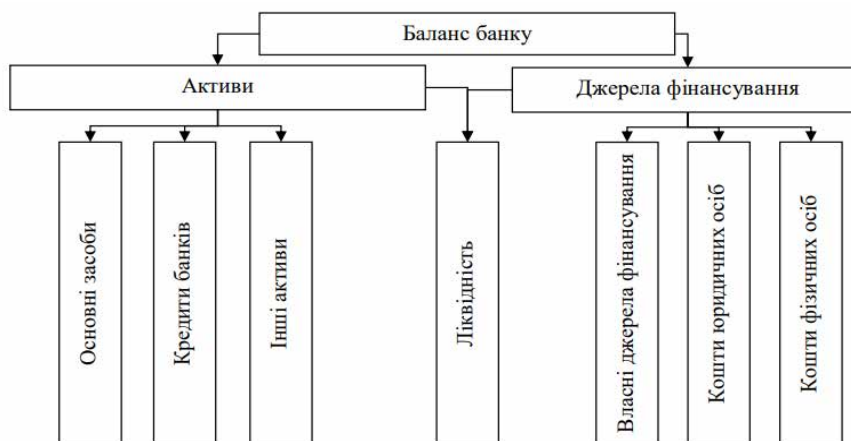 Баланс банку
Активи
Джерела фінансування
Основні засоби
Кредити банків
Інші активи
Ліквідність
Власні джерела фінансування
Кошти юридичних осіб
Кошти фізичних осіб